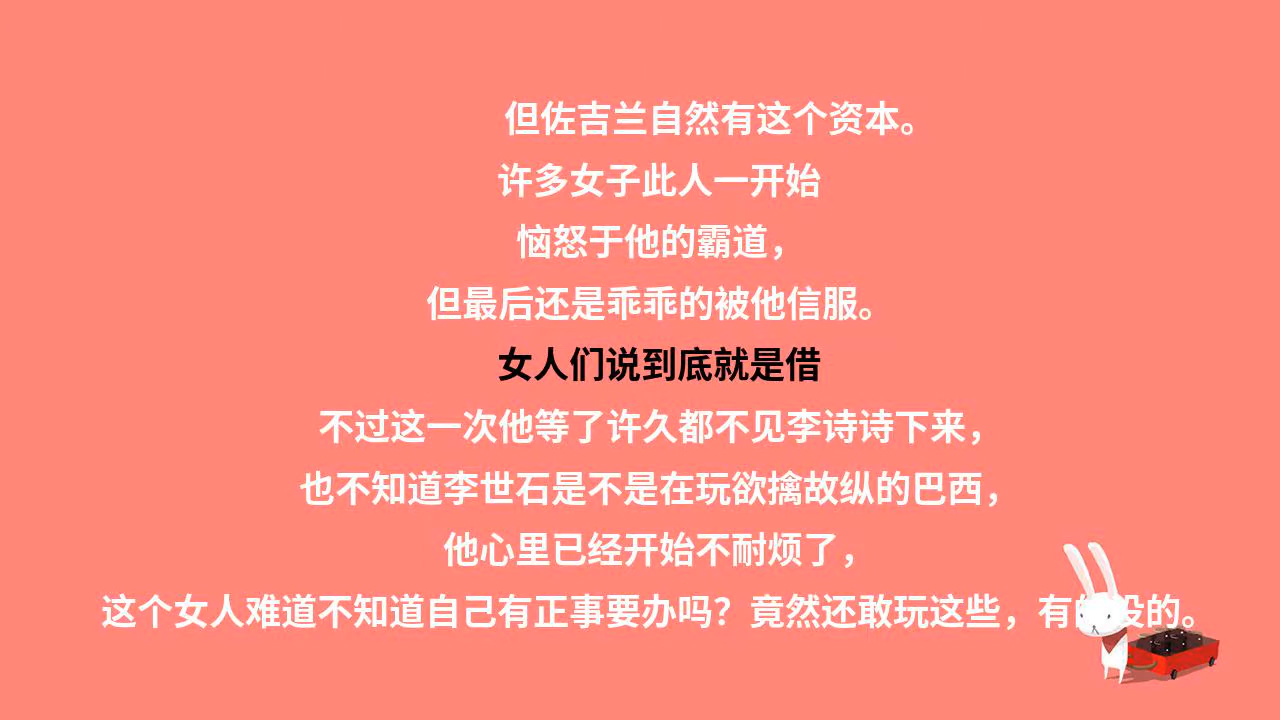 但佐吉兰自然有这个资本。
许多女子此人一开始
恼怒于他的霸道，
但最后还是乖乖的被他信服。
女人们说到底就是借
不过这一次他等了许久都不见李诗诗下来，
也不知道李世石是不是在玩欲擒故纵的巴西，
他心里已经开始不耐烦了，
这个女人难道不知道自己有正事要办吗？竟然还敢玩这些，有的没的。